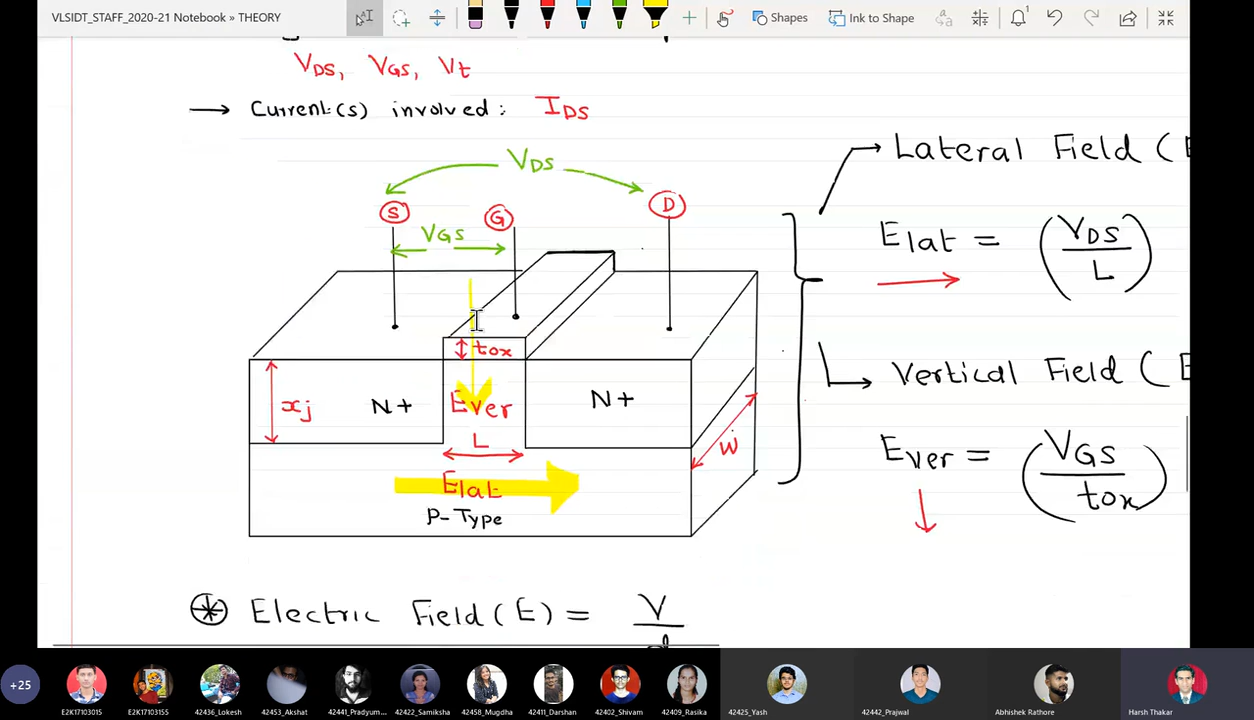 VLSIDT_STAFF_2020-21 Notebook » THEORY
Shapes
Ink to Shape
VDS, VGS, Vt
→ Current(s) involved: IDS
VDS
S
G
D
VGS
tox
xj
N+
Ever
N+
L
W
Elat
P-Type
→ Lateral Field (E
Elat = (VDS/L)
→ Vertical Field (E
Ever = (VGS/tox)
⊛ Electric Field (E) = V
+25
E2K17103015
E2K17103155
42436_Lokesh
42453_Akshat
42441_Pradyum...
42422_Samiksha
42458_Mugdha
42411_Darshan
42402_Shivam
42409_Rasika
42425_Yash
42442_Prajwal
Abhishek Rathore
Harsh Thakar